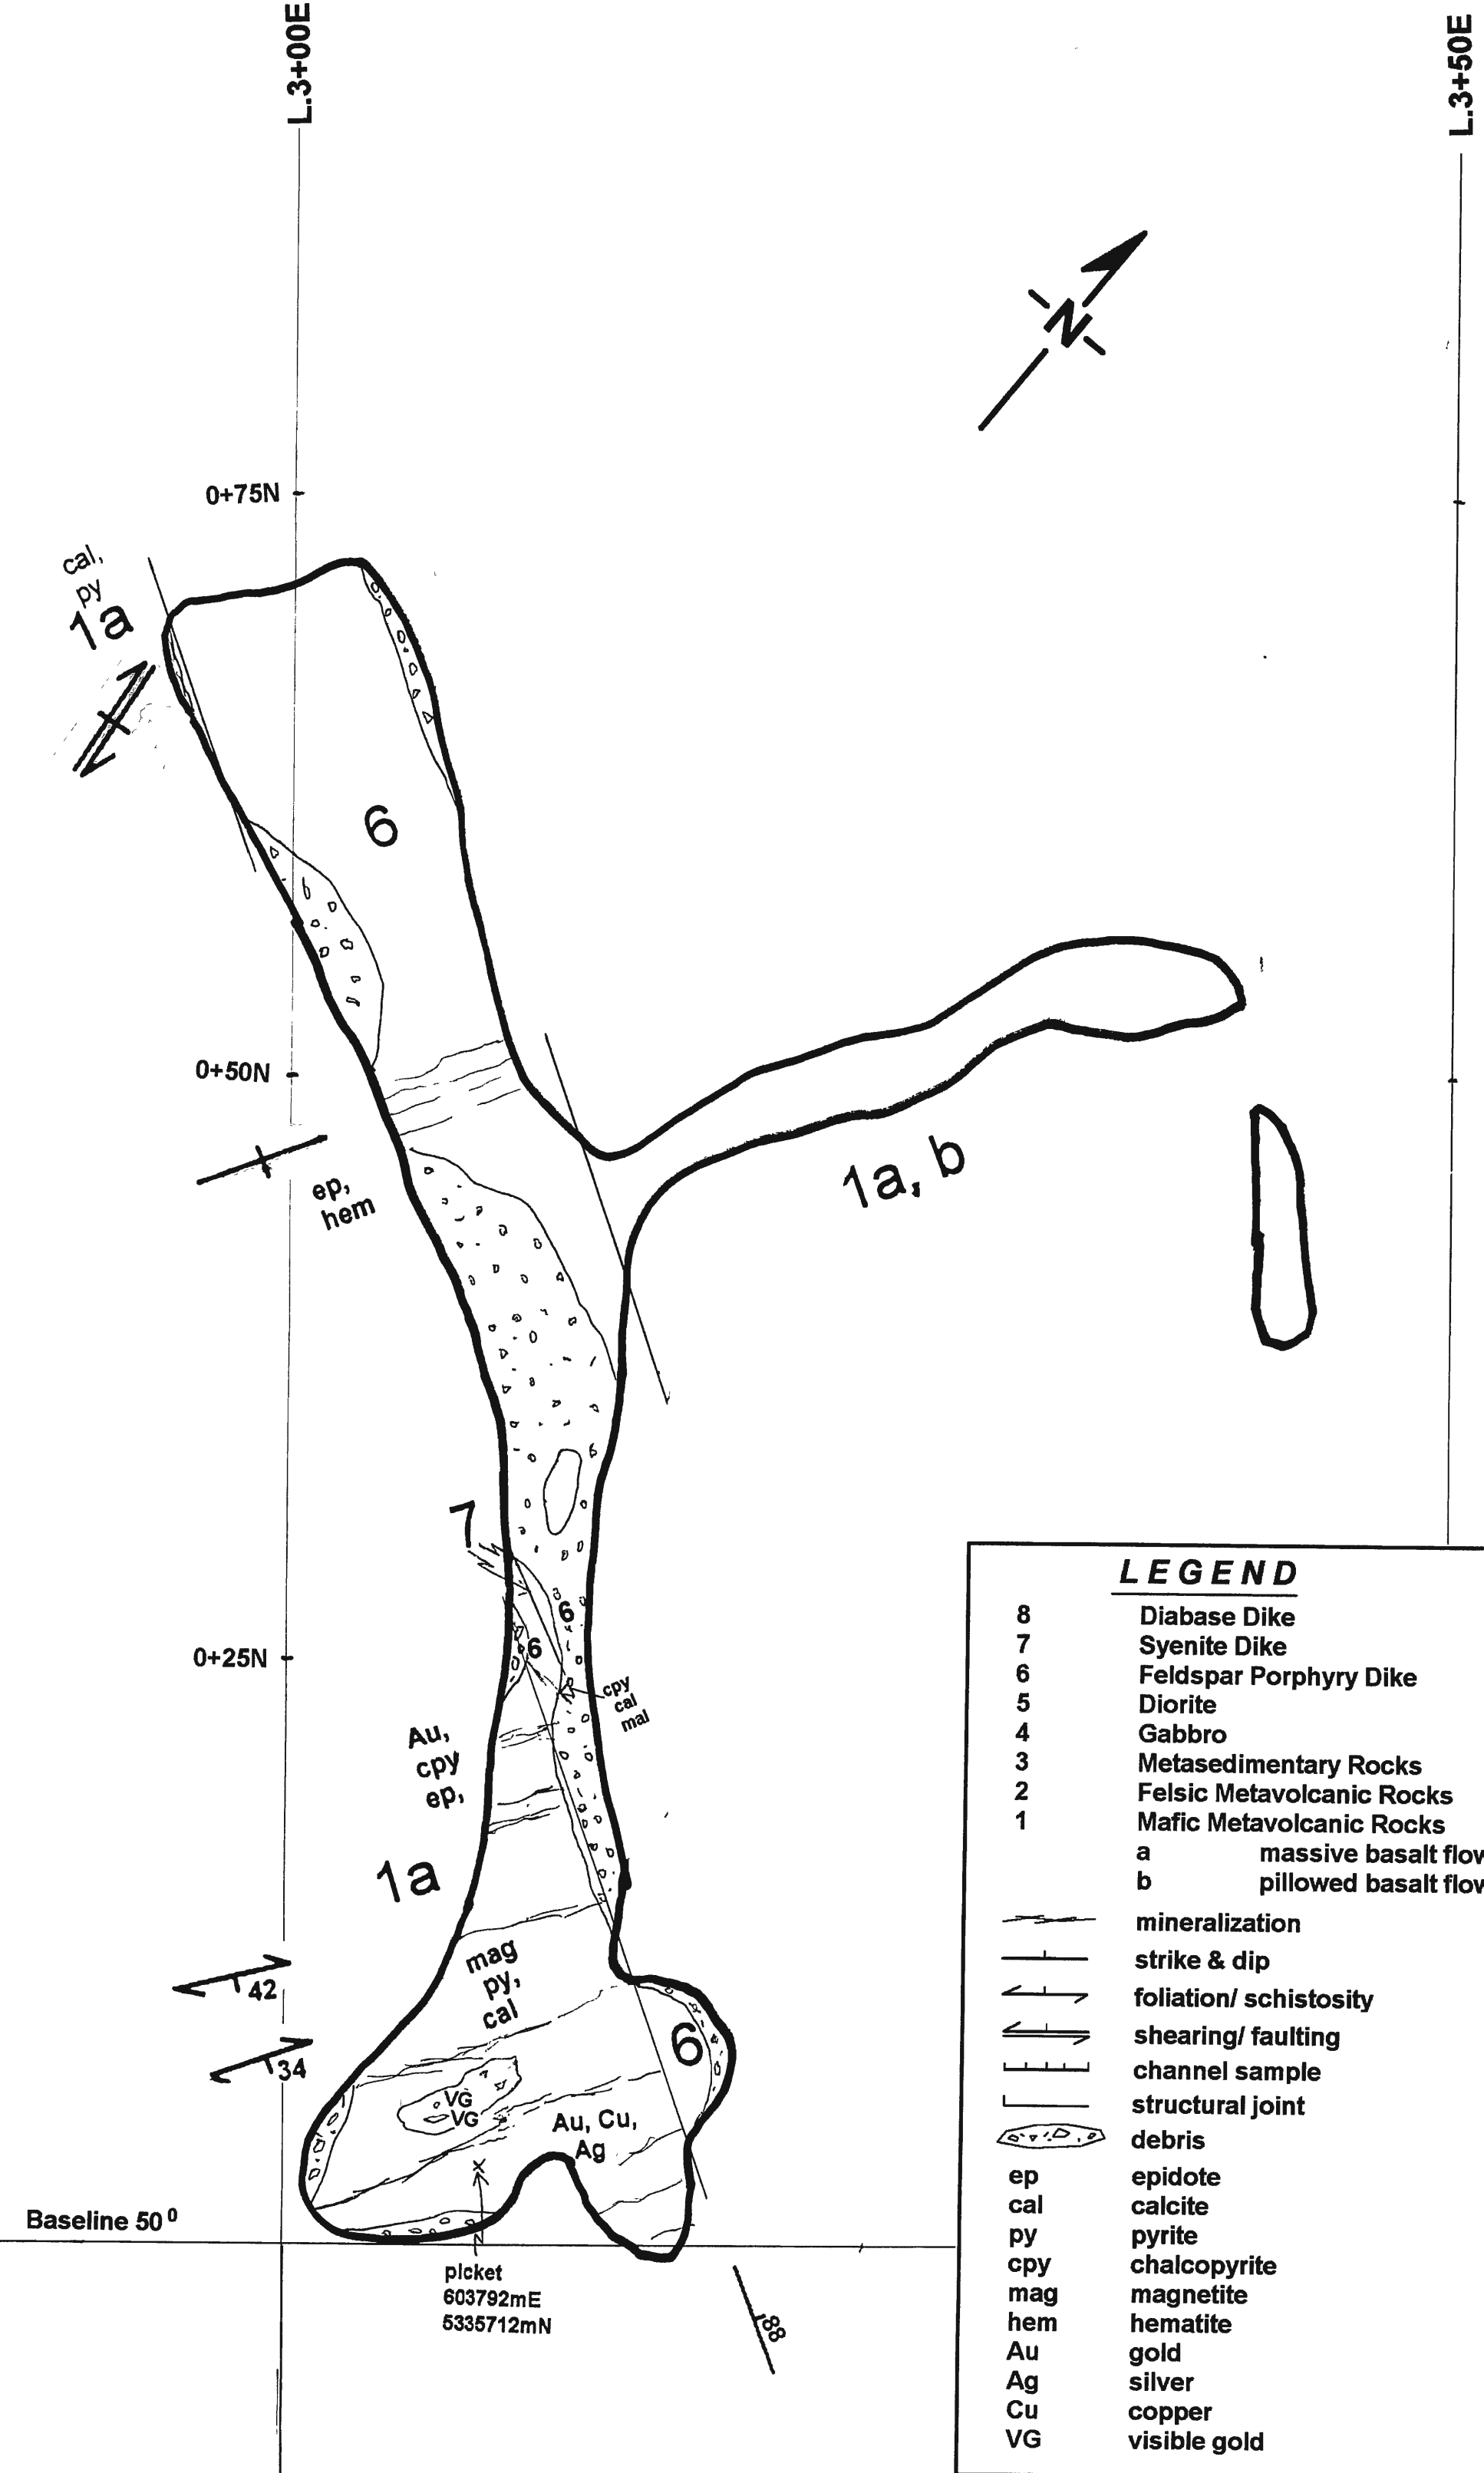 L.3+00E
L.3+50E
N
0+75N
cal,
py
1a
6
0+50N
ep,
hem
1a, b
7
6
6
0+25N
cpy
cal
mal
Au,
cpy
ep,
1a
mag
py,
cal
42
34
6
VG
VG
Au, Cu,
Ag
x
Baseline 50⁰
picket
603792mE
5335712mN
88
LEGEND
8 Diabase Dike
7 Syenite Dike
6 Feldspar Porphyry Dike
5 Diorite
4 Gabbro
3 Metasedimentary Rocks
2 Felsic Metavolcanic Rocks
1 Mafic Metavolcanic Rocks
a massive basalt flow
b pillowed basalt flow
mineralization
strike & dip
foliation/ schistosity
shearing/ faulting
channel sample
structural joint
debris
ep epidote
cal calcite
py pyrite
cpy chalcopyrite
mag magnetite
hem hematite
Au gold
Ag silver
Cu copper
VG visible gold